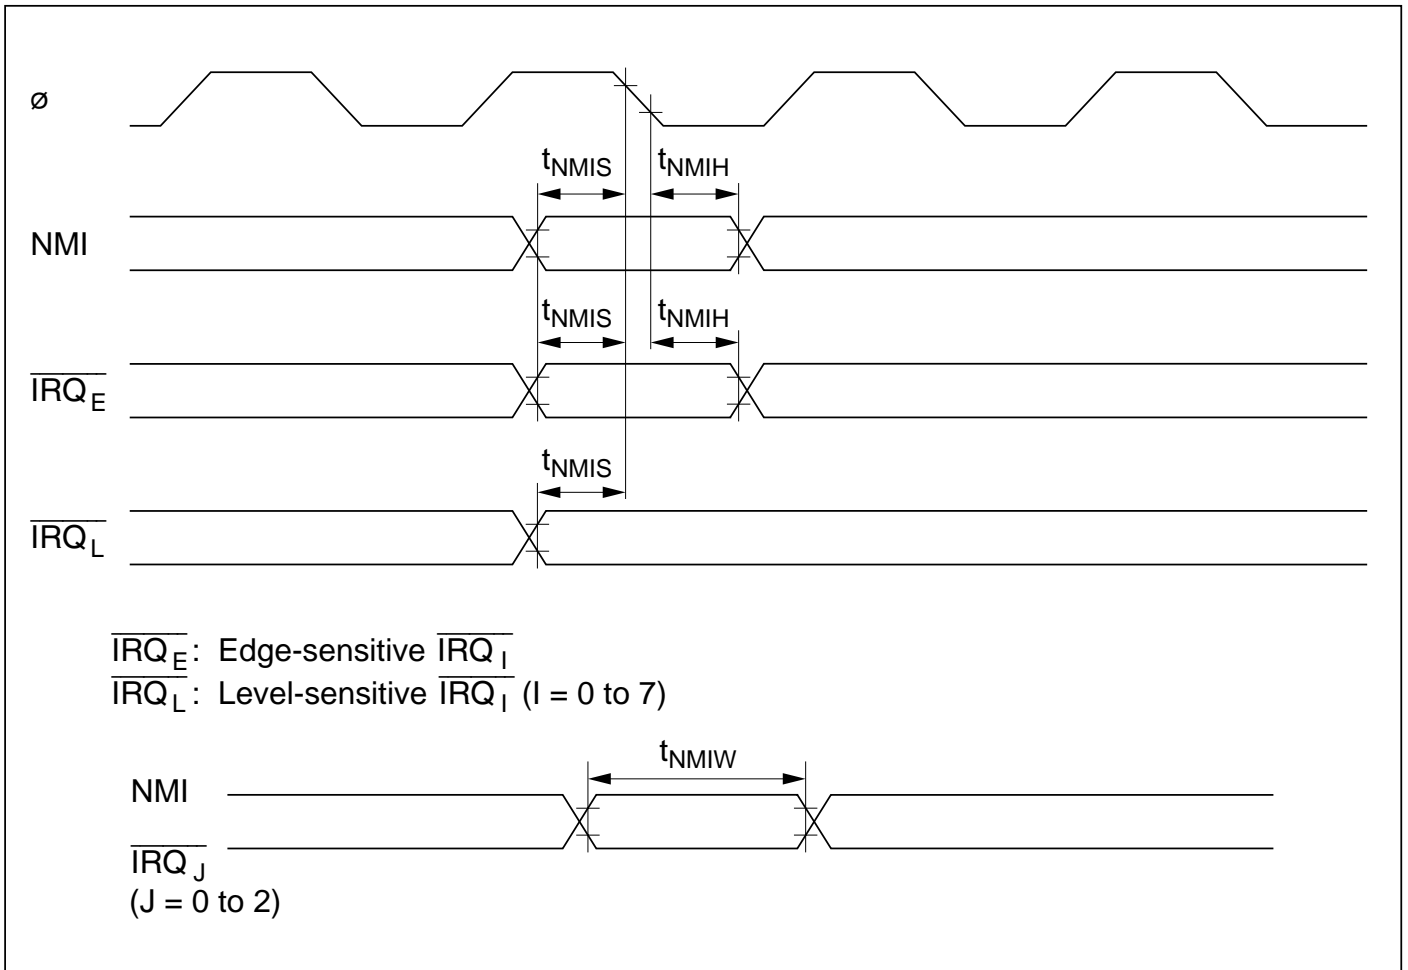 ø
tNMIS tNMIH
NMI
tNMIS tNMIH
IRQE
tNMIS
IRQL
IRQE: Edge-sensitive IRQI
IRQL: Level-sensitive IRQI (I = 0 to 7)
tNMIW
NMI
IRQJ
(J = 0 to 2)